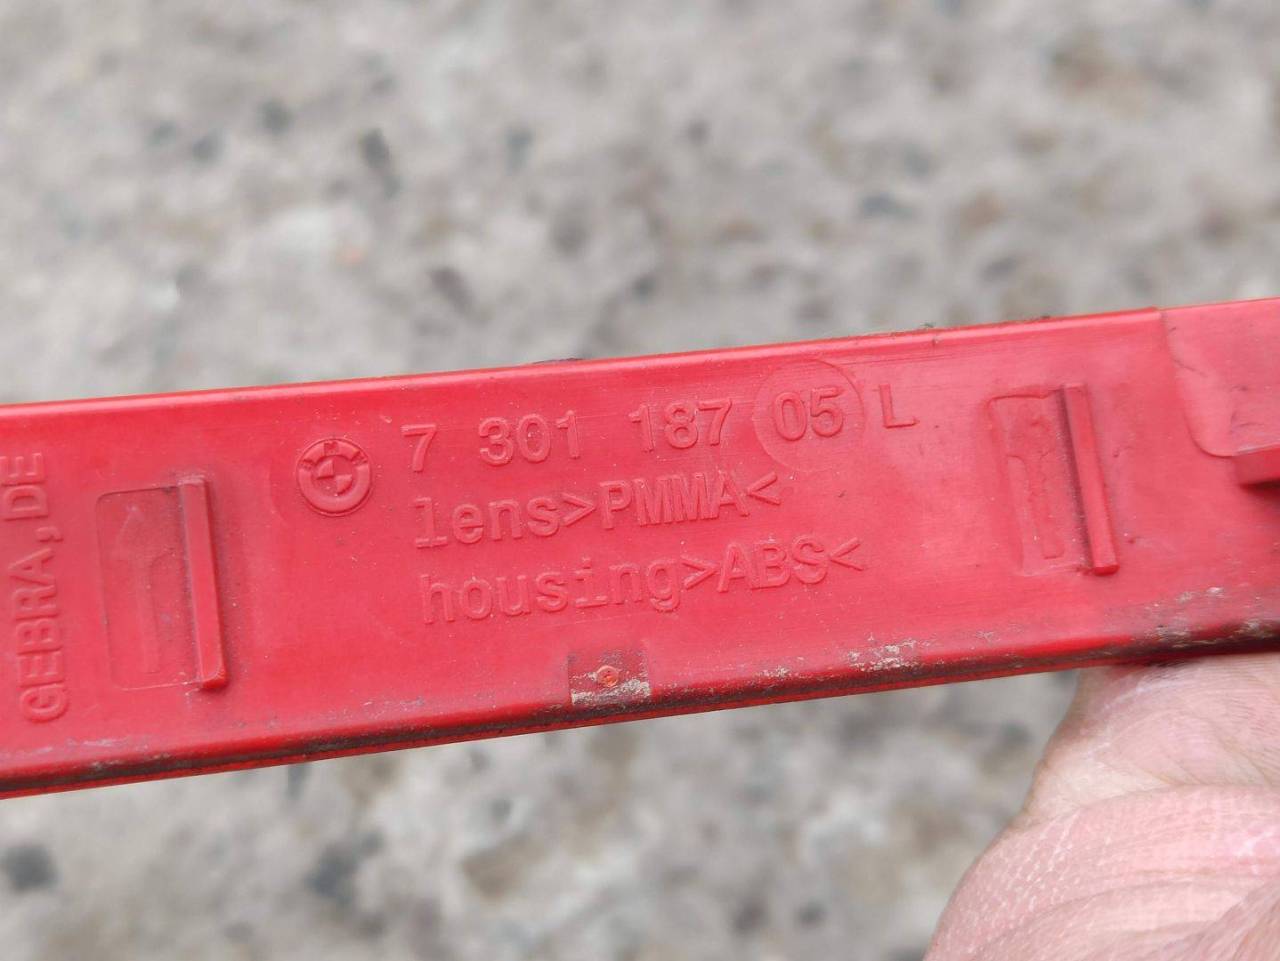 7 301 187 05 L
lens>PMMA<
housing>ABS<
GEBRA,DE